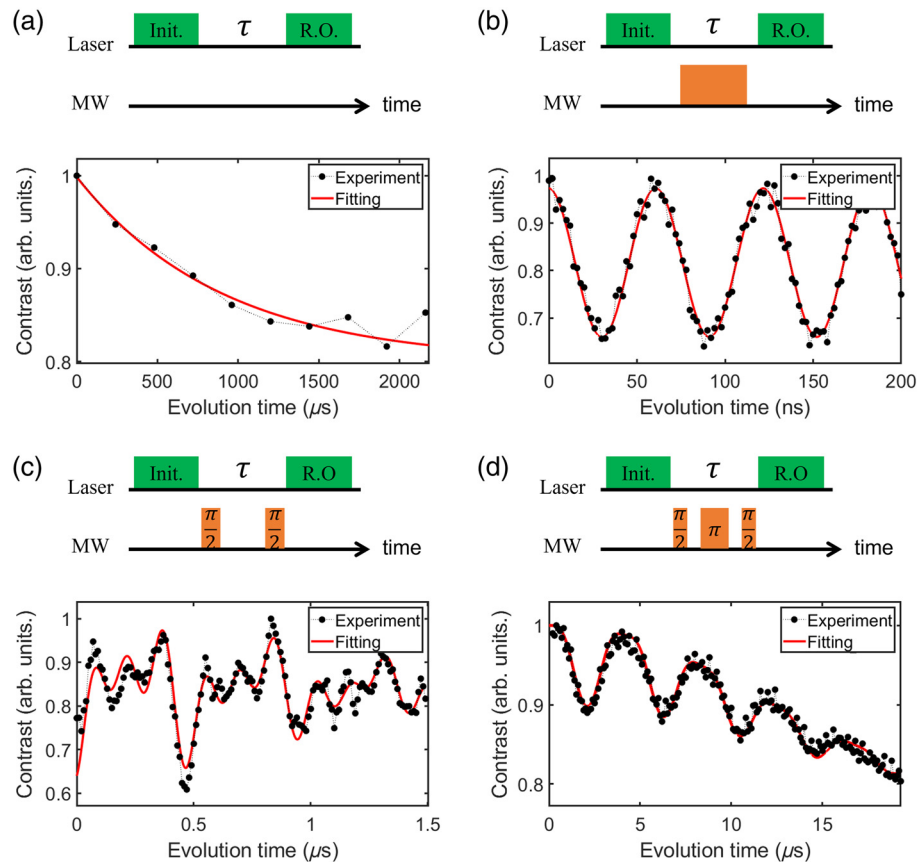 (a)
Init. τ R.O.
Laser
MW time
Contrast (arb. units.)
1
0.9
0.8
Experiment
Fitting
0 500 1000 1500 2000
Evolution time (μs)
(b)
Init. τ R.O.
Laser
MW time
Contrast (arb. units.)
1
0.9
0.8
0.7
Experiment
Fitting
0 50 100 150 200
Evolution time (ns)
(c)
Init. τ R.O
Laser
π/2 π/2
MW time
Contrast (arb. units.)
1
0.9
0.8
0.7
0.6
Experiment
Fitting
0 0.5 1 1.5
Evolution time (μs)
(d)
Init. τ R.O
Laser
π/2 π π/2
MW time
Contrast (arb. units.)
1
0.9
0.8
Experiment
Fitting
0 5 10 15
Evolution time (μs)